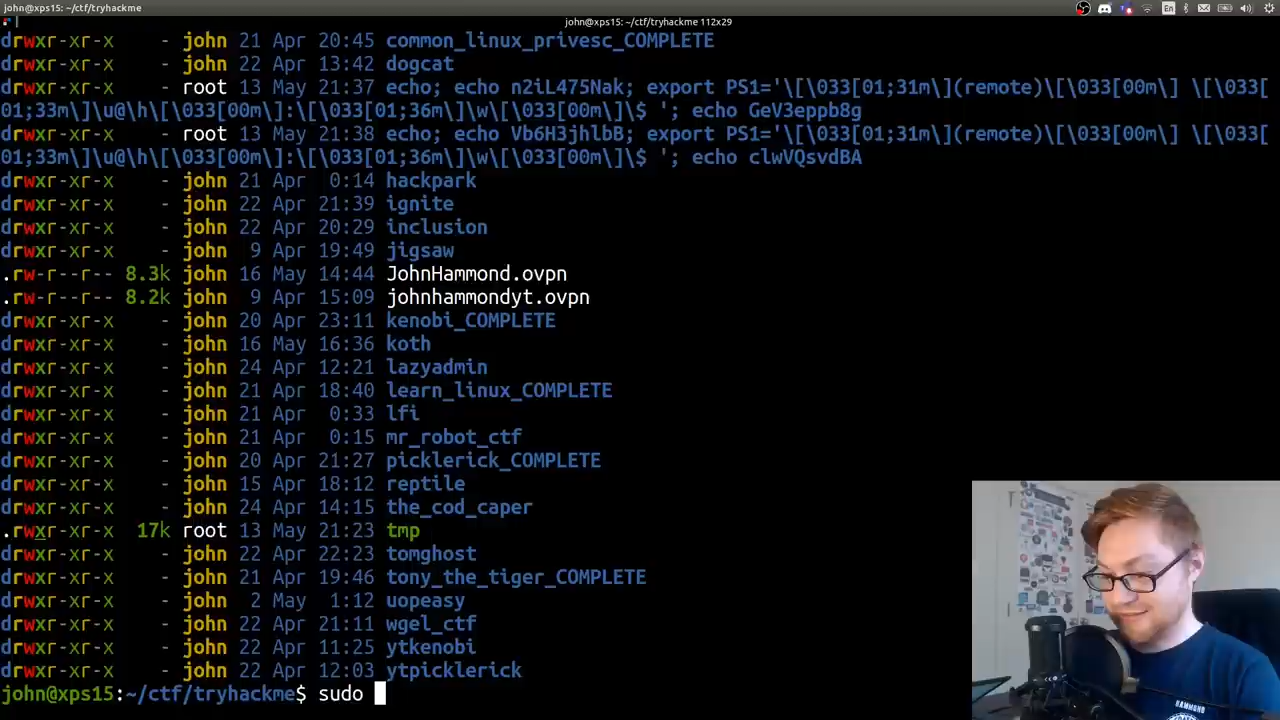 john@xps15: ~/ctf/tryhackme
En
john@xps15: ~/ctf/tryhackme 112x29
drwxr-xr-x - john 21 Apr 20:45 common_linux_privesc_COMPLETE
drwxr-xr-x - john 22 Apr 13:42 dogcat
drwxr-xr-x - root 13 May 21:37 echo; echo n2iL475Nak; export PS1='\[\033[01;31m\](remote)\[\033[00m\] \[\033[
01;33m\]\u@\h\[\033[00m\]:\[\033[01;36m\]\w\[\033[00m\]\$ '; echo GeV3eppb8g
drwxr-xr-x - root 13 May 21:38 echo; echo Vb6H3jhlbB; export PS1='\[\033[01;31m\](remote)\[\033[00m\] \[\033[
01;33m\]\u@\h\[\033[00m\]:\[\033[01;36m\]\w\[\033[00m\]\$ '; echo clwVQsvdBA
drwxr-xr-x - john 21 Apr 0:14 hackpark
drwxr-xr-x - john 22 Apr 21:39 ignite
drwxr-xr-x - john 22 Apr 20:29 inclusion
drwxr-xr-x - john 9 Apr 19:49 jigsaw
.rw-r--r-- 8.3k john 16 May 14:44 JohnHammond.ovpn
.rw-r--r-- 8.2k john 9 Apr 15:09 johnhammondyt.ovpn
drwxr-xr-x - john 20 Apr 23:11 kenobi_COMPLETE
drwxr-xr-x - john 16 May 16:36 koth
drwxr-xr-x - john 24 Apr 12:21 lazyadmin
drwxr-xr-x - john 21 Apr 18:40 learn_linux_COMPLETE
drwxr-xr-x - john 21 Apr 0:33 lfi
drwxr-xr-x - john 21 Apr 0:15 mr_robot_ctf
drwxr-xr-x - john 20 Apr 21:27 picklerick_COMPLETE
drwxr-xr-x - john 15 Apr 18:12 reptile
drwxr-xr-x - john 24 Apr 14:15 the_cod_caper
.rwxr-xr-x 17k root 13 May 21:23 tmp
drwxr-xr-x - john 22 Apr 22:23 tomghost
drwxr-xr-x - john 21 Apr 19:46 tony_the_tiger_COMPLETE
drwxr-xr-x - john 2 May 1:12 uopeasy
drwxr-xr-x - john 22 Apr 21:11 wgel_ctf
drwxr-xr-x - john 22 Apr 11:25 ytkenobi
drwxr-xr-x - john 22 Apr 12:03 ytpicklerick
john@xps15:~/ctf/tryhackme$ sudo
HAMMOND